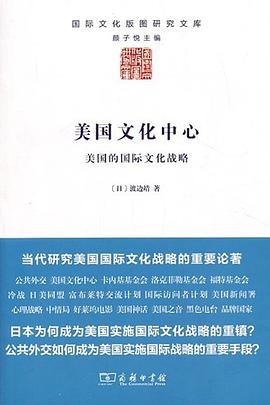 国际文化版图研究文库
颜子悦主编
美国文化中心
美国的国际文化战略
〔日〕渡边靖 著
当代研究美国国际文化战略的重要论著
公共外交 美国文化中心 卡内基基金会 洛克菲勒基金会 福特基金会
冷战 日美同盟 富布莱特交流计划 国际访问者计划 美国新闻署
心理战略 中情局 好莱坞电影 美国神话 美国之音 黑色电台 品牌国家
日本为何成为美国实施国际文化战略的重镇?
公共外交如何成为美国实施国际战略的重要手段?
商务印书馆